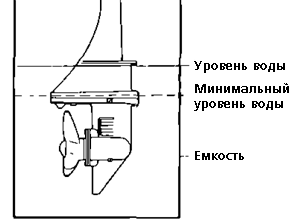 Уровень воды
Минимальный
уровень воды
Емкость